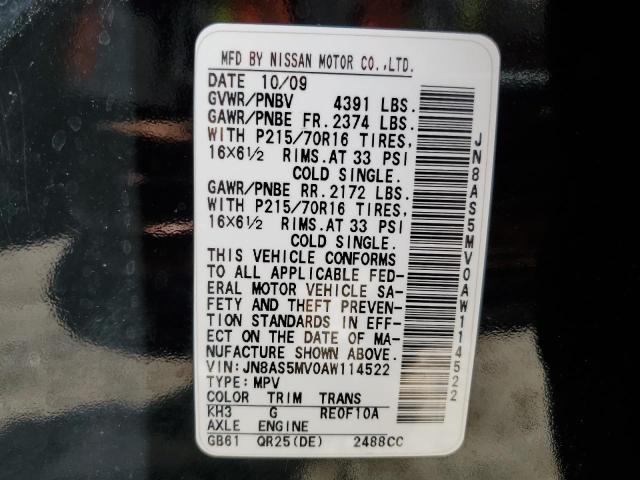 MFD BY NISSAN MOTOR CO.,LTD.
DATE 10/09
GVWR/PNBV 4391 LBS.
GAWR/PNBE FR. 2374 LBS.
WITH P215/70R16 TIRES,
16×6½ RIMS. AT 33 PSI
COLD SINGLE.
GAWR/PNBE RR. 2172 LBS.
WITH P215/70R16 TIRES,
16×6½ RIMS. AT 33 PSI
COLD SINGLE.
THIS VEHICLE CONFORMS
TO ALL APPLICABLE FED-
ERAL MOTOR VEHICLE SA-
FETY AND THEFT PREVEN-
TION STANDARDS IN EFF-
ECT ON THE DATE OF MA-
NUFACTURE SHOWN ABOVE.
VIN: JN8AS5MV0AW114522
TYPE: MPV
COLOR TRIM TRANS
KH3 G RE0F10A
AXLE ENGINE
GB61 QR25(DE) 2488CC
JN8AS5MV0AW114522